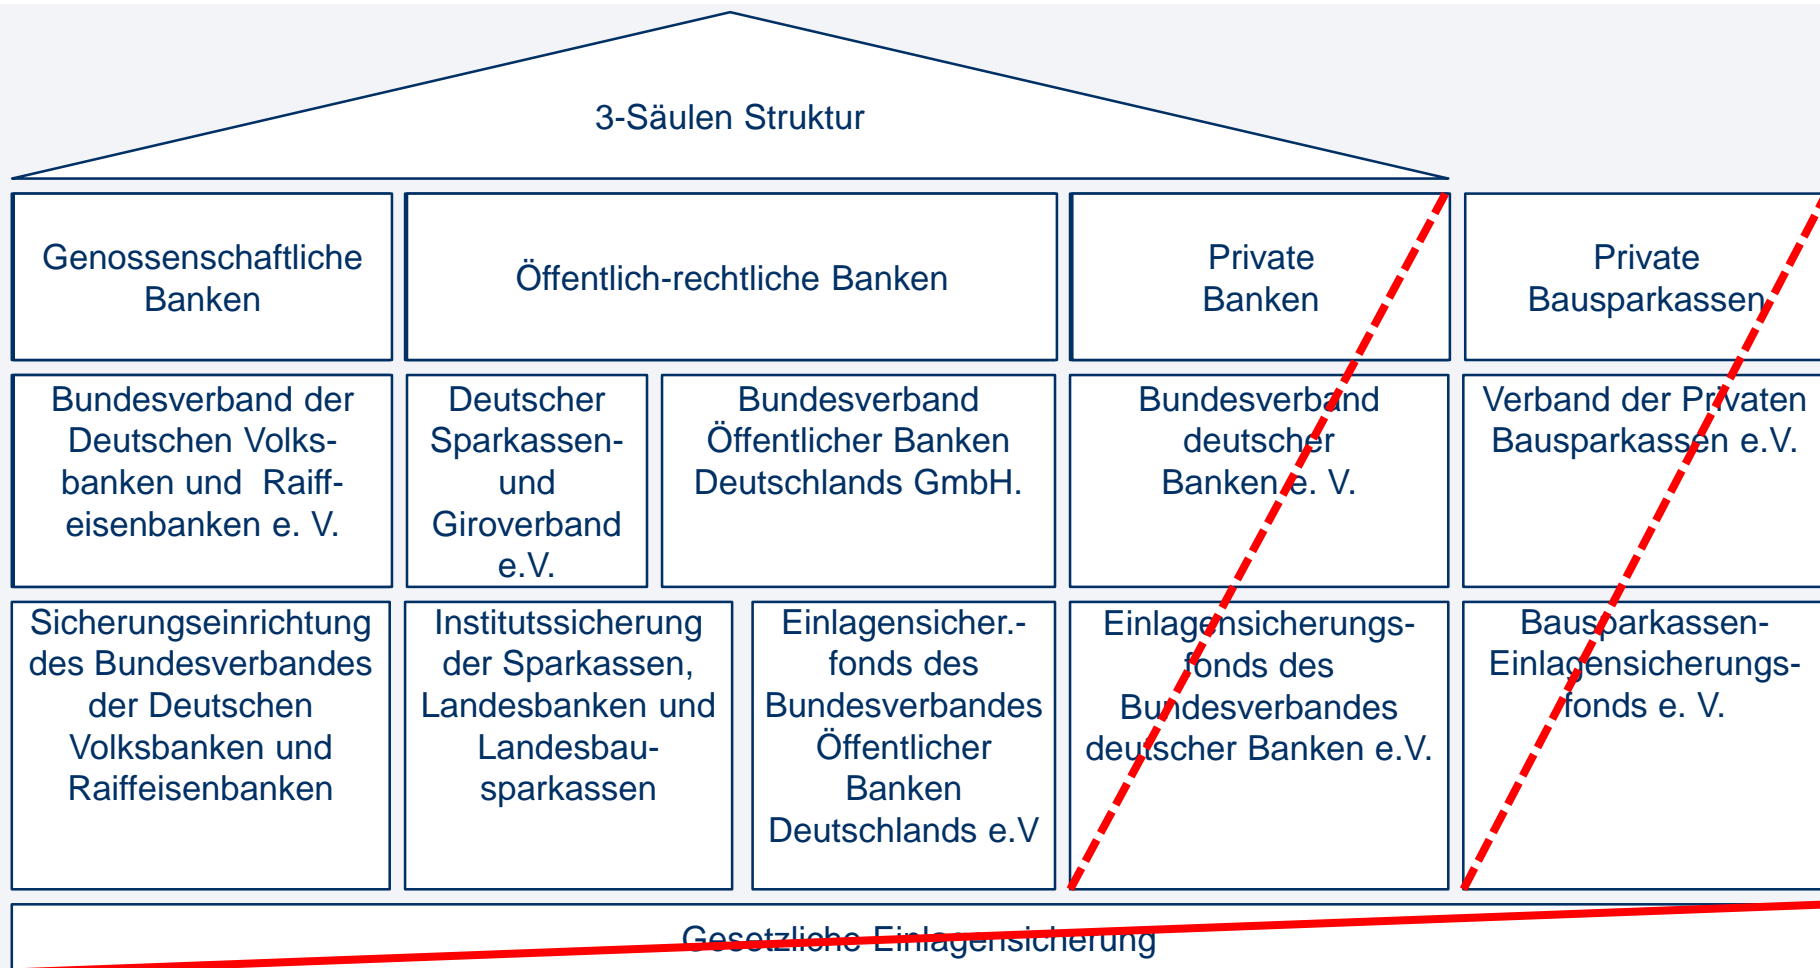 3-Säulen Struktur
Genossenschaftliche
Banken
Öffentlich-rechtliche Banken
Private
Banken
Private
Bausparkassen
Bundesverband der
Deutschen Volks-
banken und Raiff-
eisenbanken e. V.
Deutscher
Sparkassen-
und
Giroverband
e.V.
Bundesverband
Öffentlicher Banken
Deutschlands GmbH.
Bundesverband
deutscher
Banken e. V.
Verband der Privaten
Bausparkassen e.V.
Sicherungseinrichtung
des Bundesverbandes
der Deutschen
Volksbanken und
Raiffeisenbanken
Institutssicherung
der Sparkassen,
Landesbanken und
Landesbau-
sparkassen
Einlagensicher.-
fonds des
Bundesverbandes
Öffentlicher
Banken
Deutschlands e.V
Einlagensicherungs-
fonds des
Bundesverbandes
deutscher Banken e.V.
Bausparkassen-
Einlagensicherungs-
fonds e. V.
Gesetzliche Einlagensicherung